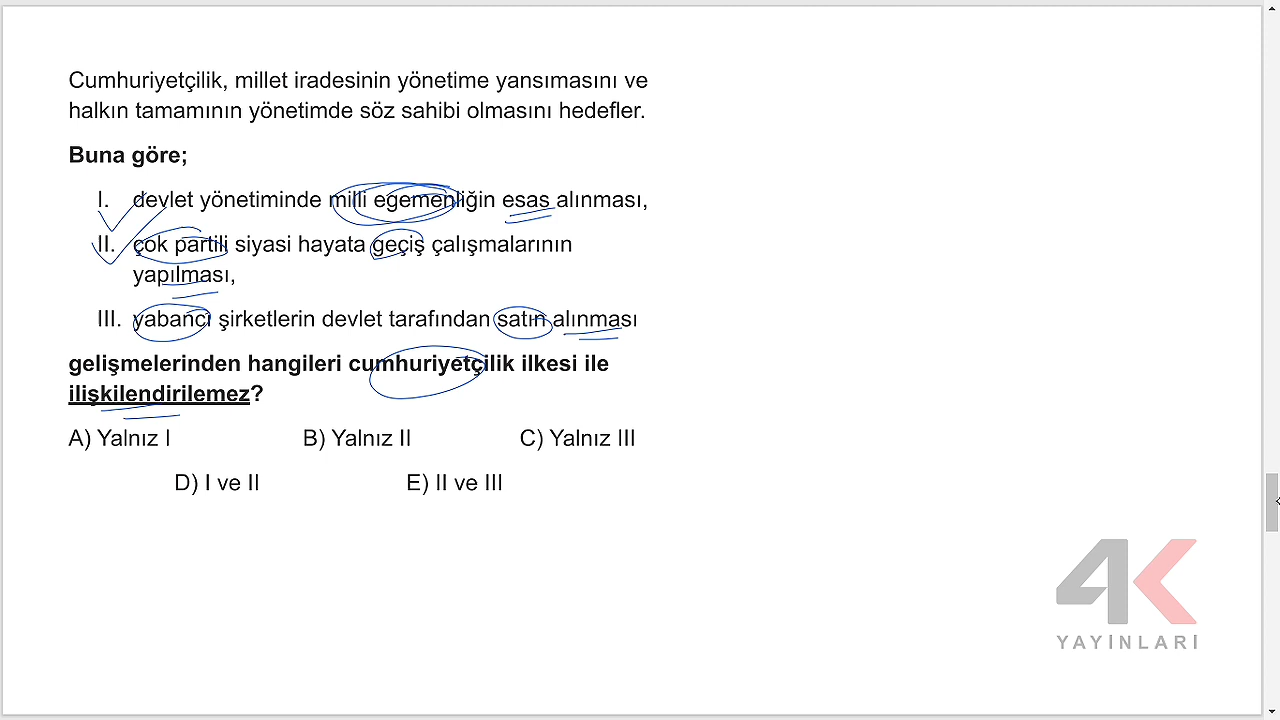 Cumhuriyetçilik, millet iradesinin yönetime yansımasını ve
halkın tamamının yönetimde söz sahibi olmasını hedefler.
Buna göre;
I. devlet yönetiminde milli egemenliğin esas alınması,
II. çok partili siyasi hayata geçiş çalışmalarının
yapılması,
III. yabancı şirketlerin devlet tarafından satın alınması
gelişmelerinden hangileri cumhuriyetçilik ilkesi ile
ilişkilendirilemez?
A) Yalnız I B) Yalnız II C) Yalnız III
D) I ve II E) II ve III
4K
YAYINLARI